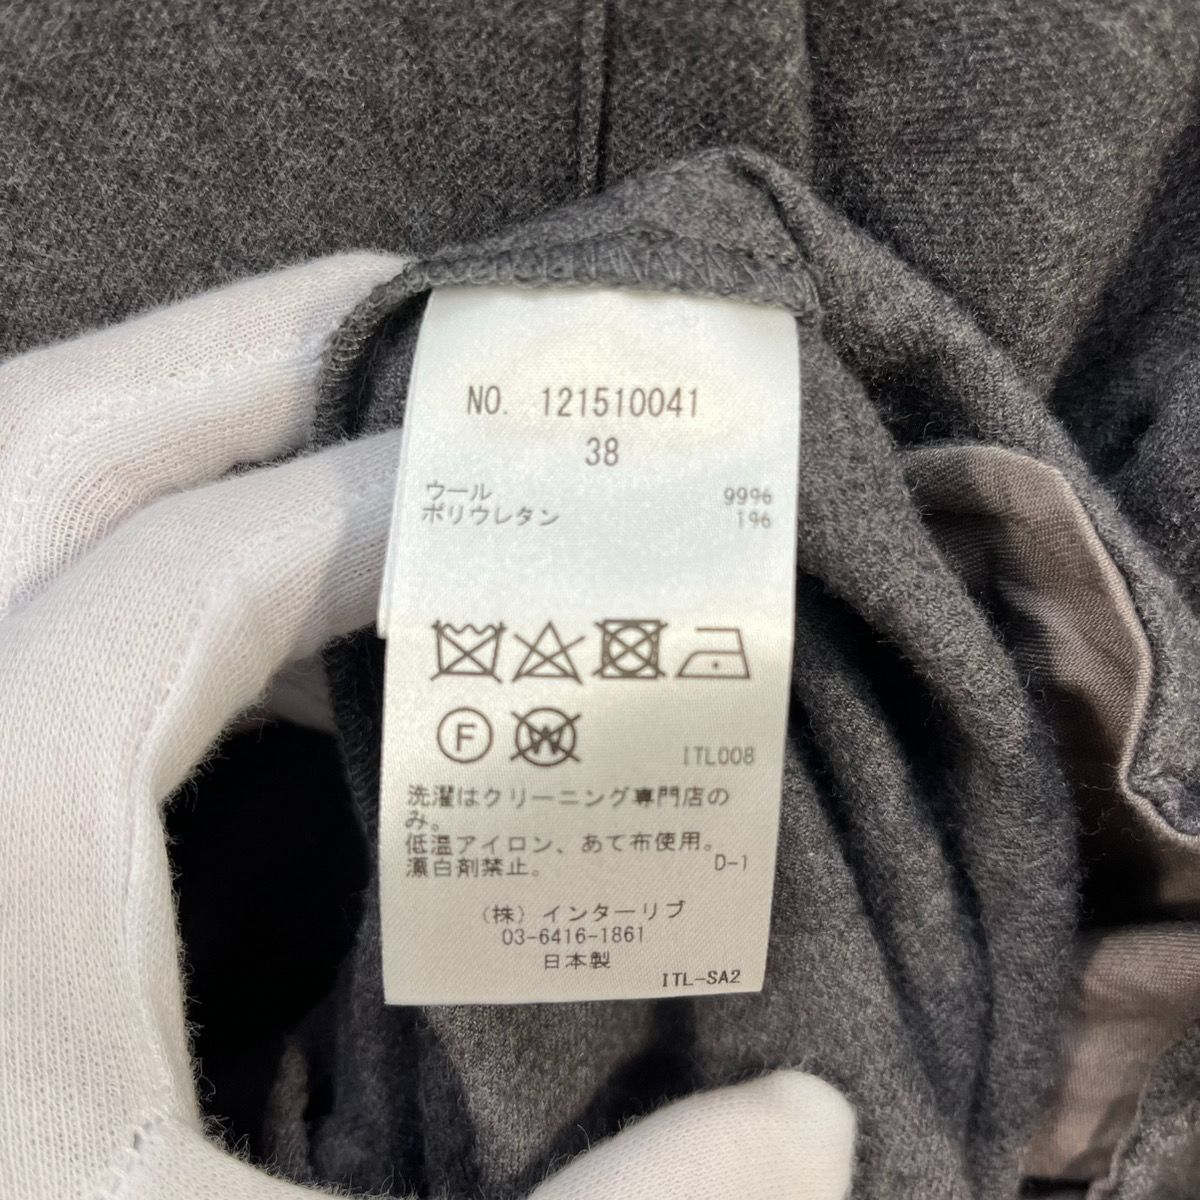 NO. 121510041
38
ウール 99%
ポリウレタン 1%
F W
ITL008
洗濯はクリーニング専門店の
み。
低温アイロン、あて布使用。
漂白剤禁止。 D-1
(株)インターリブ
03-6416-1861
日本製
ITL-SA2